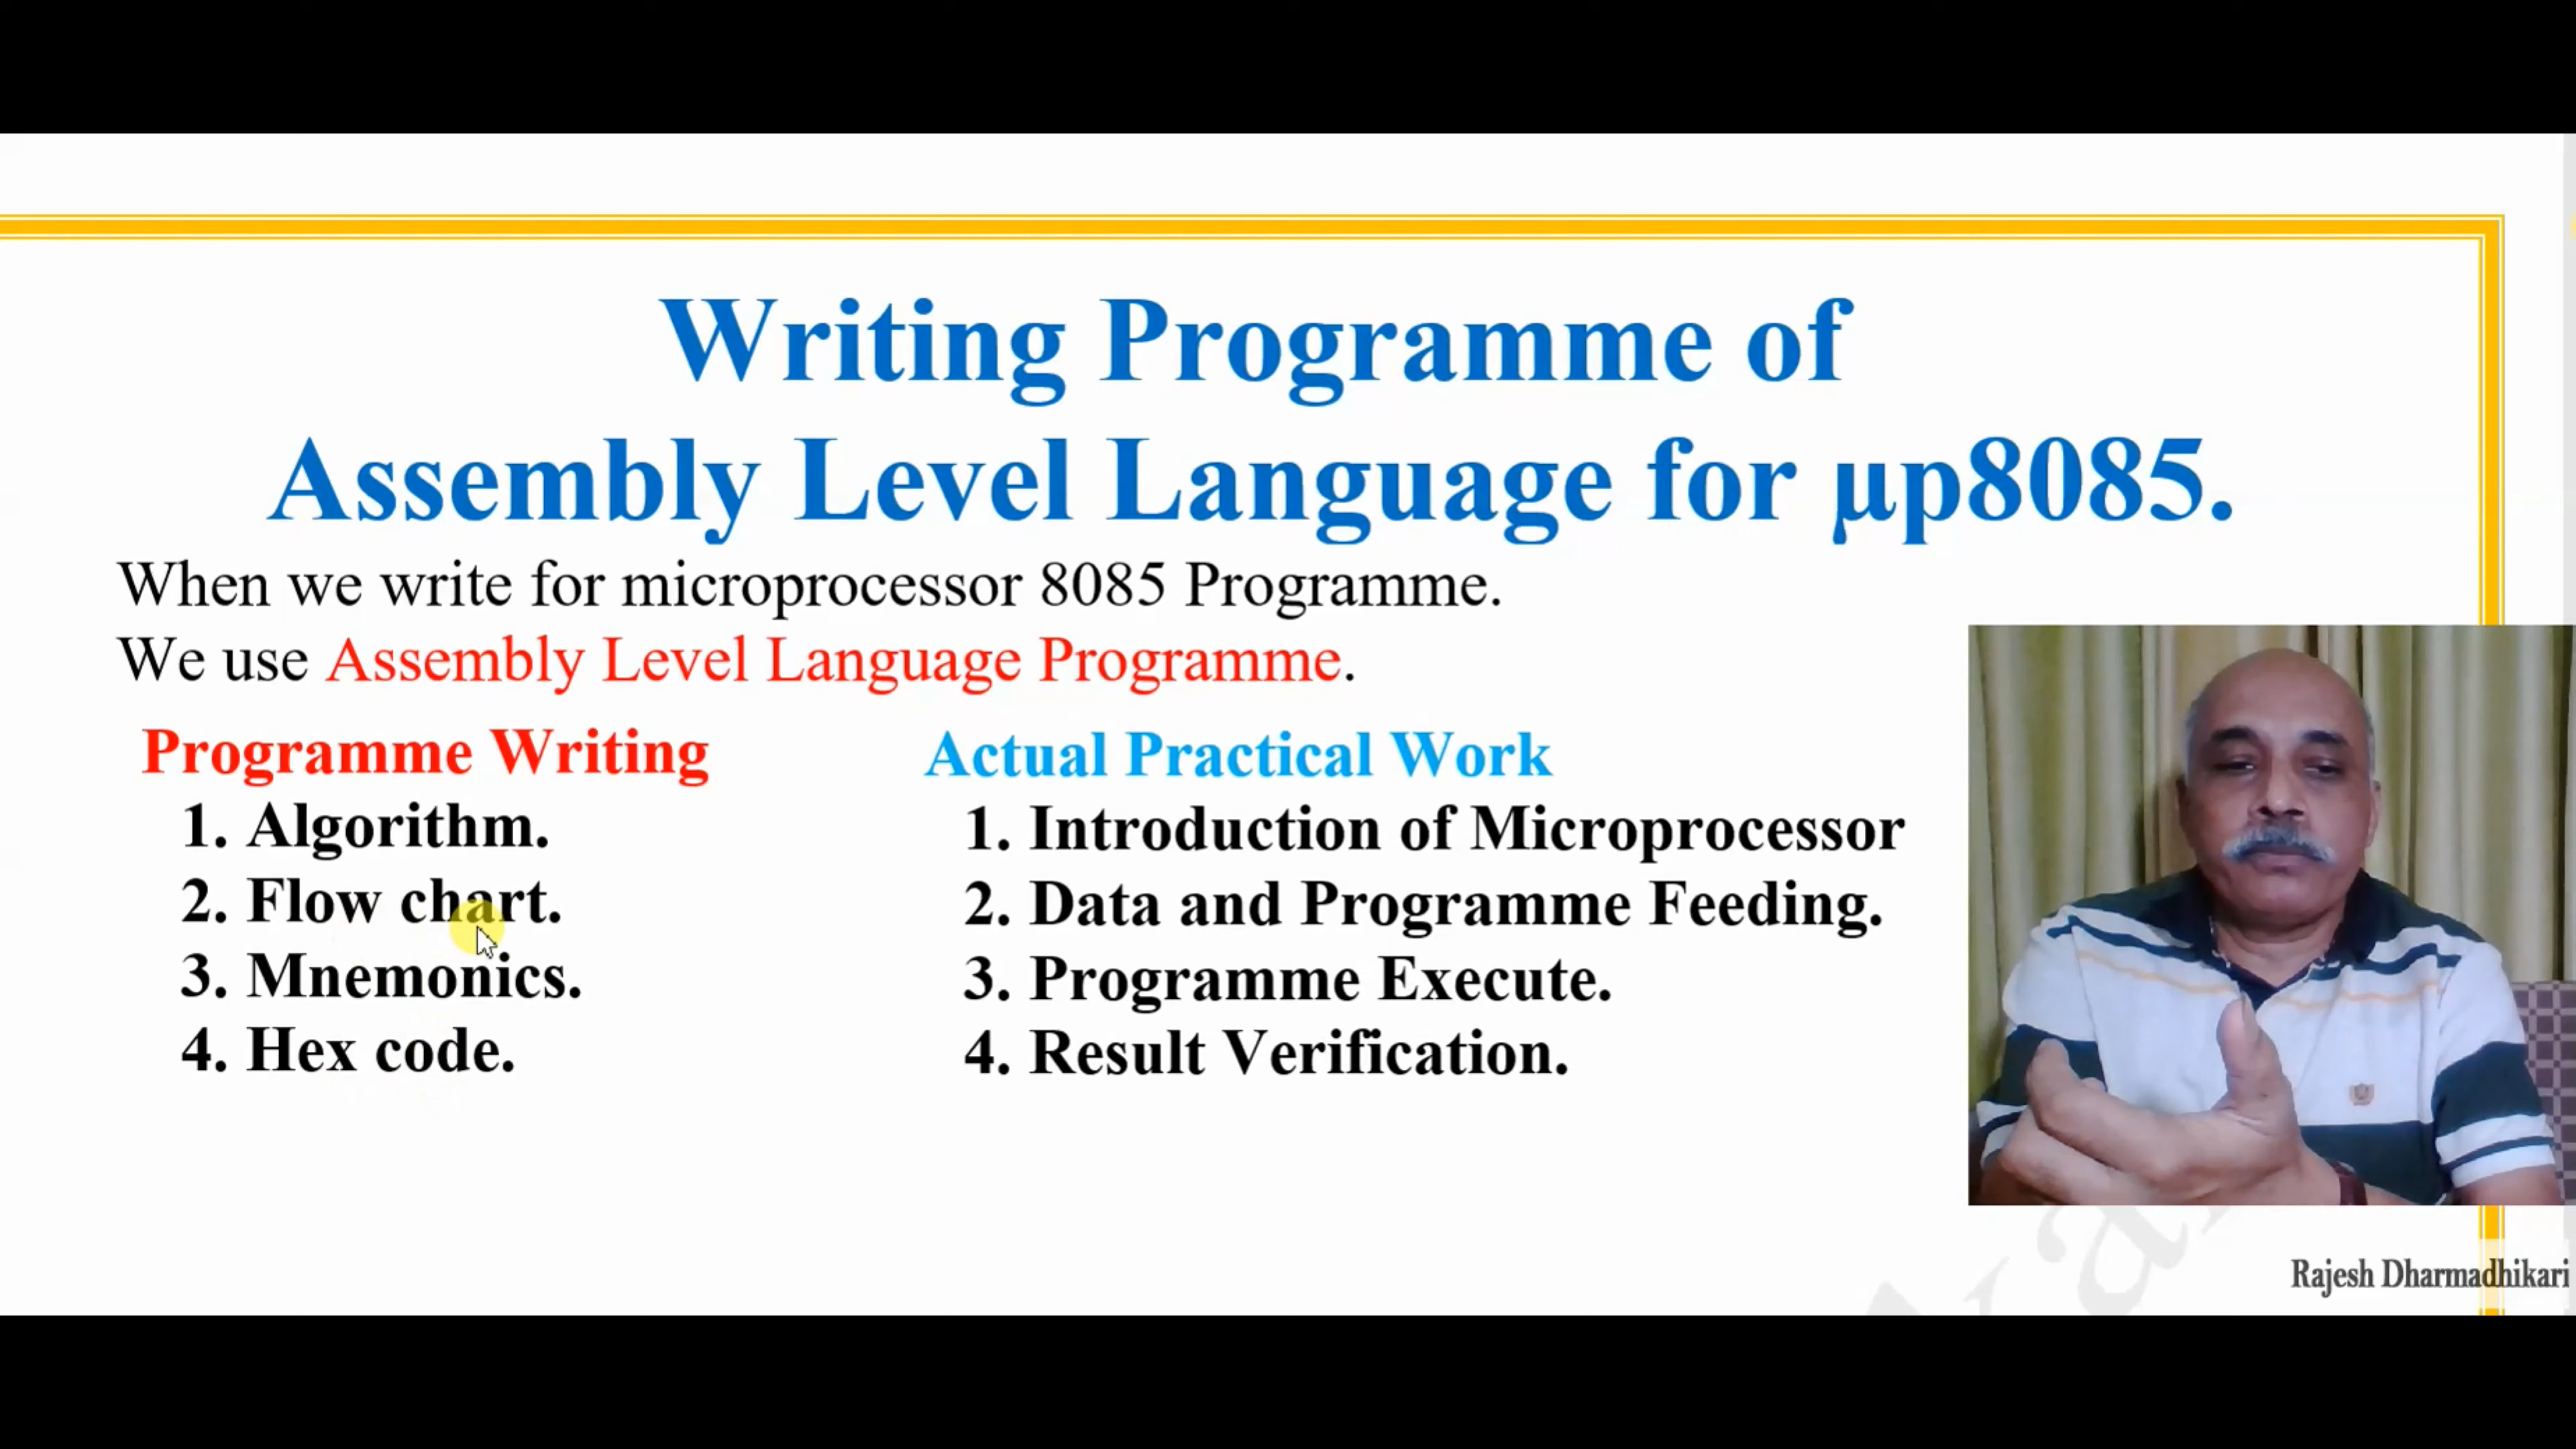 Writing Programme of
Assembly Level Language for µp8085.
When we write for microprocessor 8085 Programme.
We use Assembly Level Language Programme.
Programme Writing
1. Algorithm.
2. Flow chart.
3. Mnemonics.
4. Hex code.
Actual Practical Work
1. Introduction of Microprocessor
2. Data and Programme Feeding.
3. Programme Execute.
4. Result Verification.
Rajesh Dharmadhikari